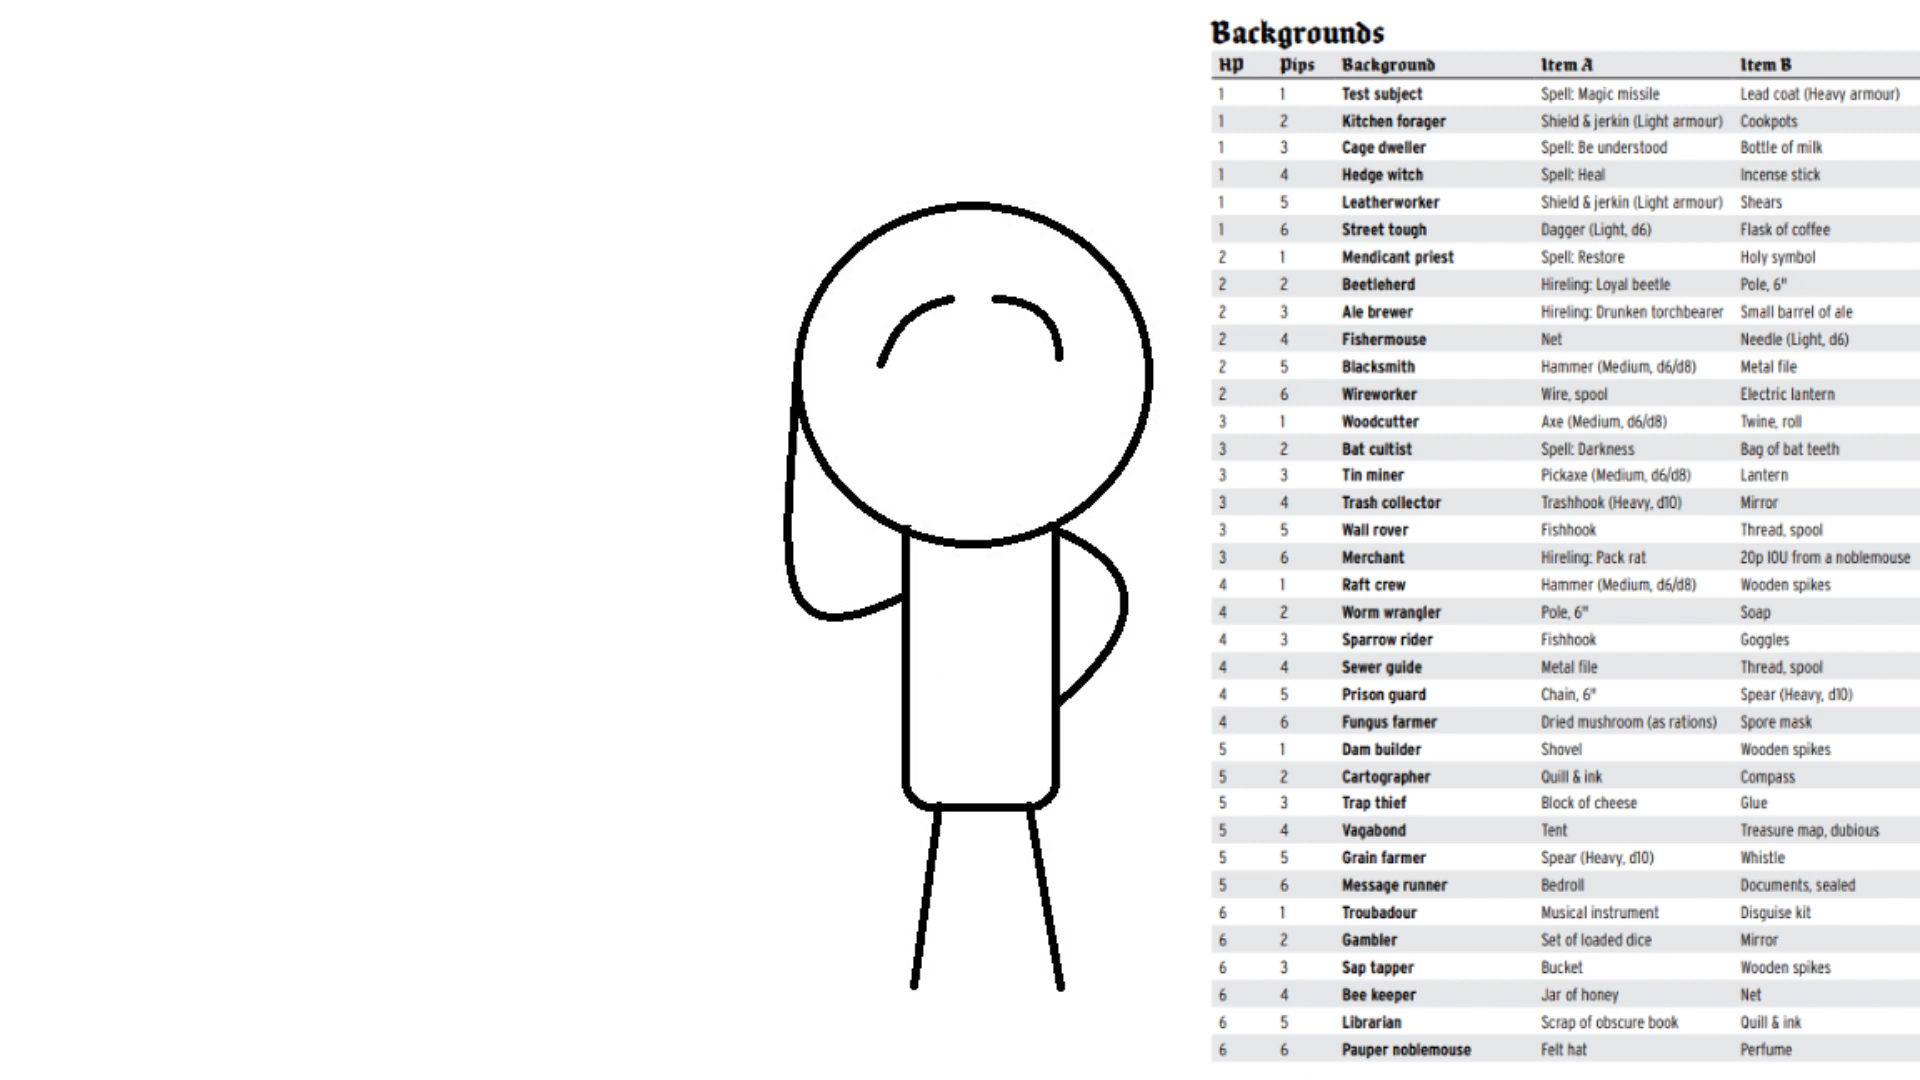 Backgrounds
HP Pips Background Item A Item B
1 1 Test subject Spell: Magic missile Lead coat (Heavy armour)
1 2 Kitchen forager Shield & jerkin (Light armour) Cookpots
1 3 Cage dweller Spell: Be understood Bottle of milk
1 4 Hedge witch Spell: Heal Incense stick
1 5 Leatherworker Shield & jerkin (Light armour) Shears
1 6 Street tough Dagger (Light, d6) Flask of coffee
2 1 Mendicant priest Spell: Restore Holy symbol
2 2 Beetleherd Hireling: Loyal beetle Pole, 6"
2 3 Ale brewer Hireling: Drunken torchbearer Small barrel of ale
2 4 Fishermouse Net Needle (Light, d6)
2 5 Blacksmith Hammer (Medium, d6/d8) Metal file
2 6 Wireworker Wire, spool Electric lantern
3 1 Woodcutter Axe (Medium, d6/d8) Twine, roll
3 2 Bat cultist Spell: Darkness Bag of bat teeth
3 3 Tin miner Pickaxe (Medium, d6/d8) Lantern
3 4 Trash collector Trashhook (Heavy, d10) Mirror
3 5 Wall rover Fishhook Thread, spool
3 6 Merchant Hireling: Pack rat 20p IOU from a noblemouse
4 1 Raft crew Hammer (Medium, d6/d8) Wooden spikes
4 2 Worm wrangler Pole, 6" Soap
4 3 Sparrow rider Fishhook Goggles
4 4 Sewer guide Metal file Thread, spool
4 5 Prison guard Chain, 6" Spear (Heavy, d10)
4 6 Fungus farmer Dried mushroom (as rations) Spore mask
5 1 Dam builder Shovel Wooden spikes
5 2 Cartographer Quill & ink Compass
5 3 Trap thief Block of cheese Glue
5 4 Vagabond Tent Treasure map, dubious
5 5 Grain farmer Spear (Heavy, d10) Whistle
5 6 Message runner Bedroll Documents, sealed
6 1 Troubadour Musical instrument Disguise kit
6 2 Gambler Set of loaded dice Mirror
6 3 Sap tapper Bucket Wooden spikes
6 4 Bee keeper Jar of honey Net
6 5 Librarian Scrap of obscure book Quill & ink
6 6 Pauper noblemouse Felt hat Perfume